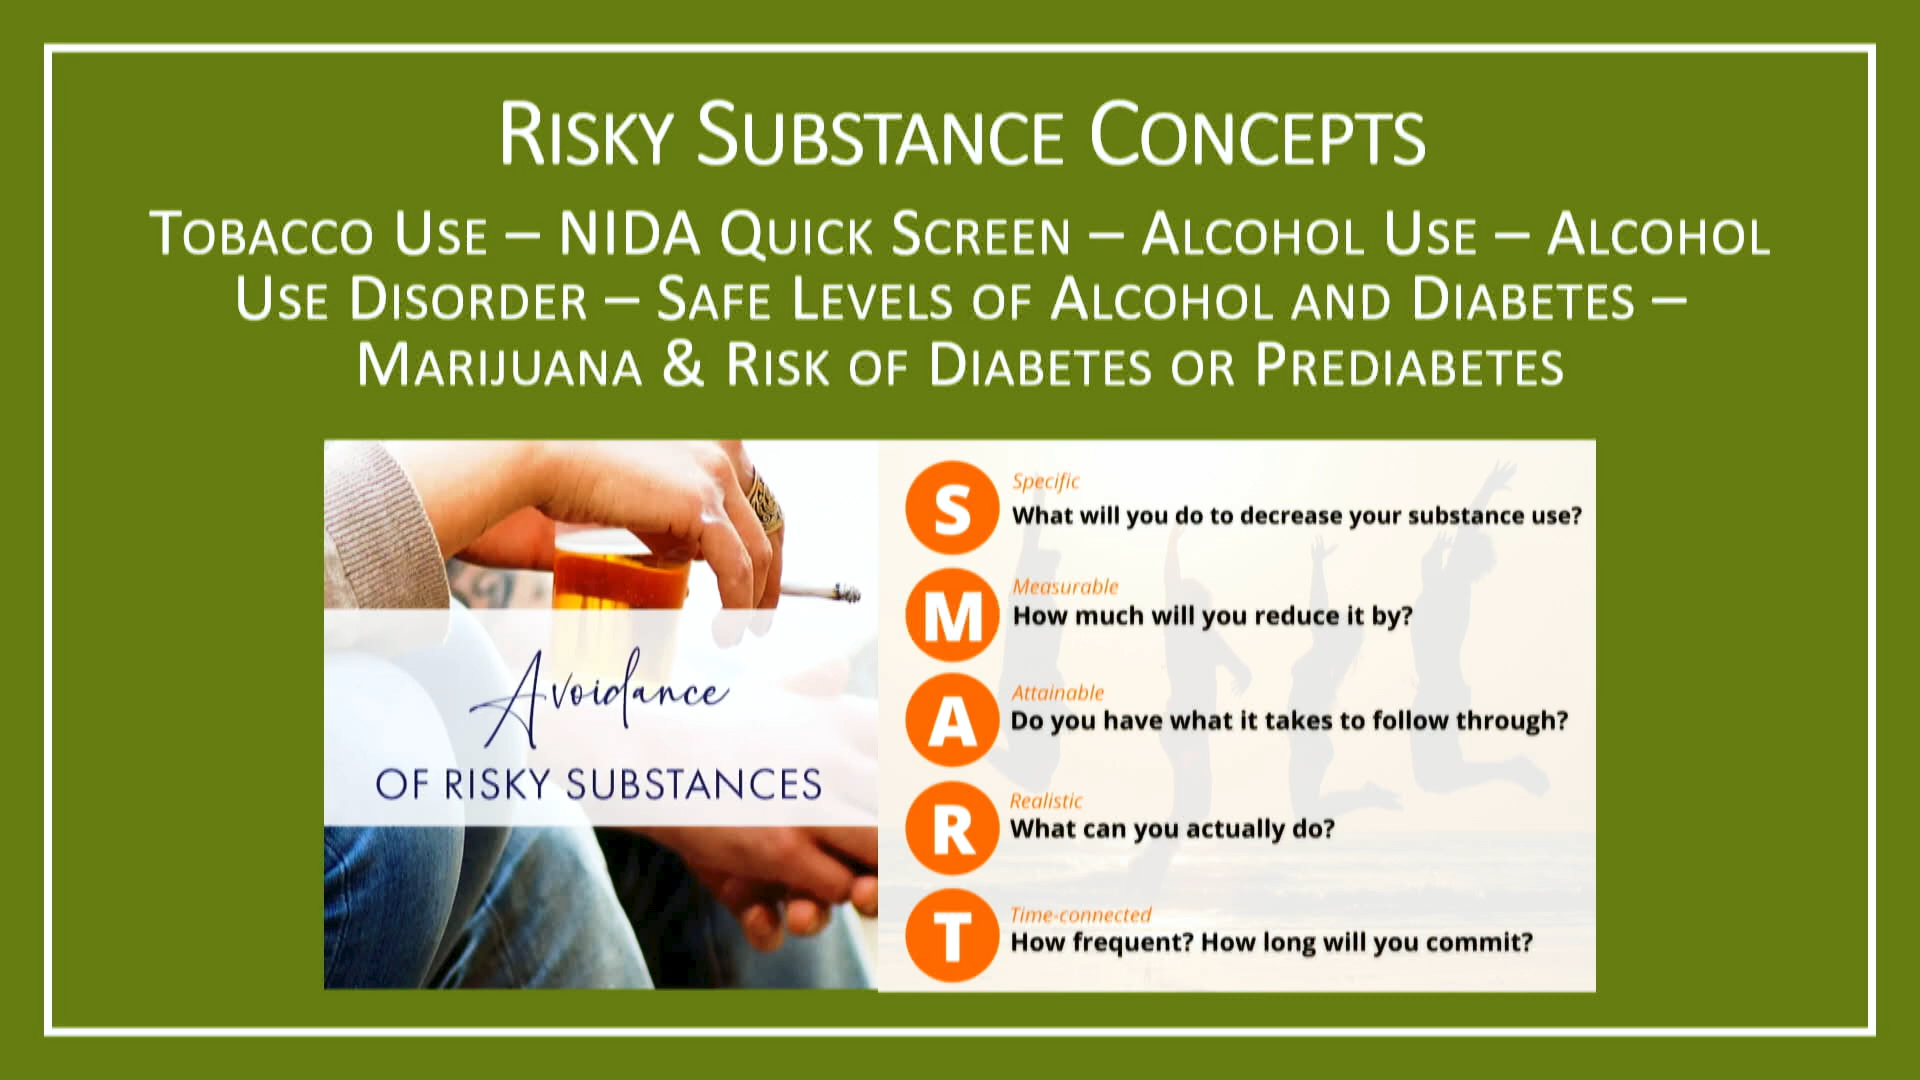 Risky Substance Concepts
Tobacco Use – NIDA Quick Screen – Alcohol Use – Alcohol
Use Disorder – Safe Levels of Alcohol and Diabetes –
Marijuana & Risk of Diabetes or Prediabetes
Avoidance
OF RISKY SUBSTANCES
S
Specific
What will you do to decrease your substance use?
M
Measurable
How much will you reduce it by?
A
Attainable
Do you have what it takes to follow through?
R
Realistic
What can you actually do?
T
Time-connected
How frequent? How long will you commit?